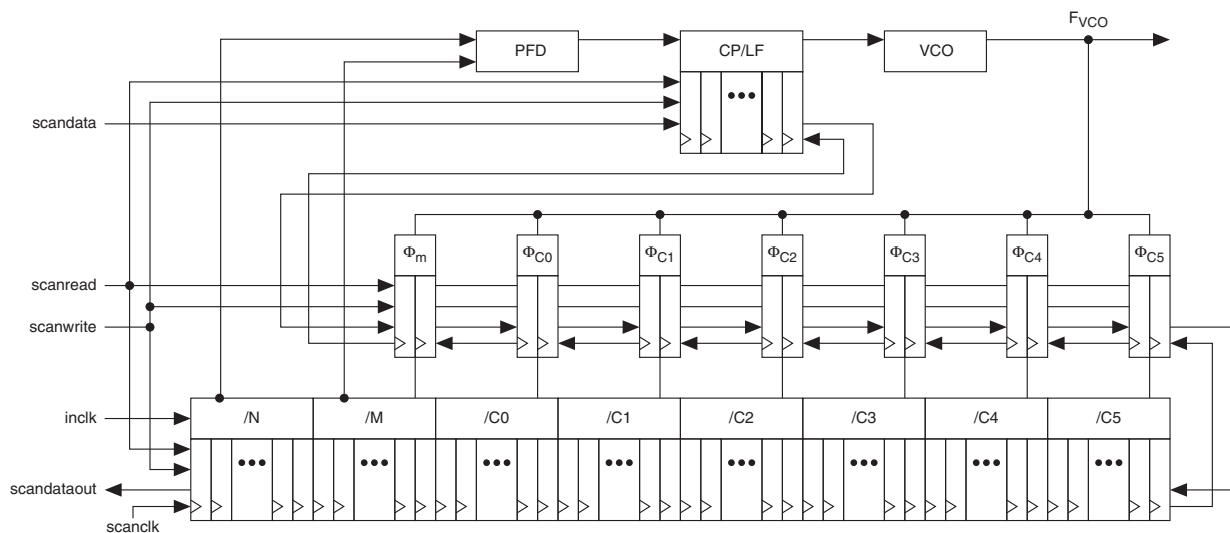 F_VCO
PFD CP/LF VCO
scandata
Φ_m Φ_C0 Φ_C1 Φ_C2 Φ_C3 Φ_C4 Φ_C5
scanread
scanwrite
inclk /N /M /C0 /C1 /C2 /C3 /C4 /C5
scandataout
scanclk